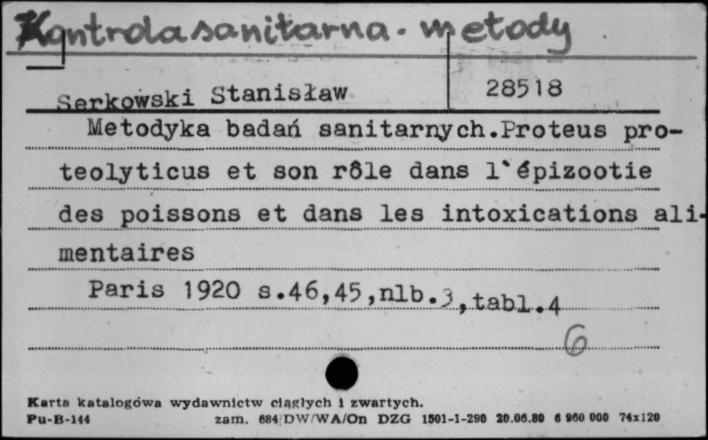 Kontrola sanitarna - metody
Serkowski Stanisław 28518
Metodyka badań sanitarnych.Proteus pro-
teolyticus et son rôle dans l`épizootie
des poissons et dans les intoxications ali-
mentaires
Paris 1920 s.46,45,nlb.3,tabl.4
6
Karta katalogówa wydawnictw ciągłych i zwartych.
Pu-B-144 zam. 684/DW/WA/On DZG 1501-1-296 20.06.80 6 960 000 74x120